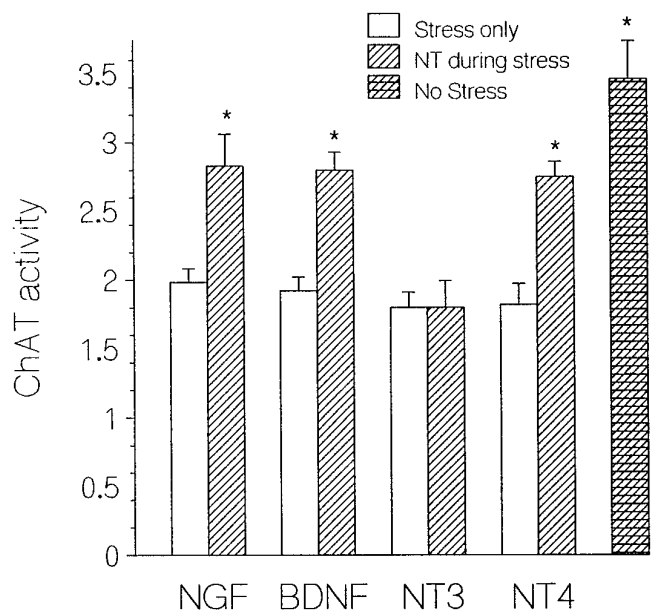 Stress only
NT during stress
No Stress
*
*
*
*
*
3.5
3
2.5
2
1.5
1
0.5
0
ChAT activity
NGF BDNF NT3 NT4